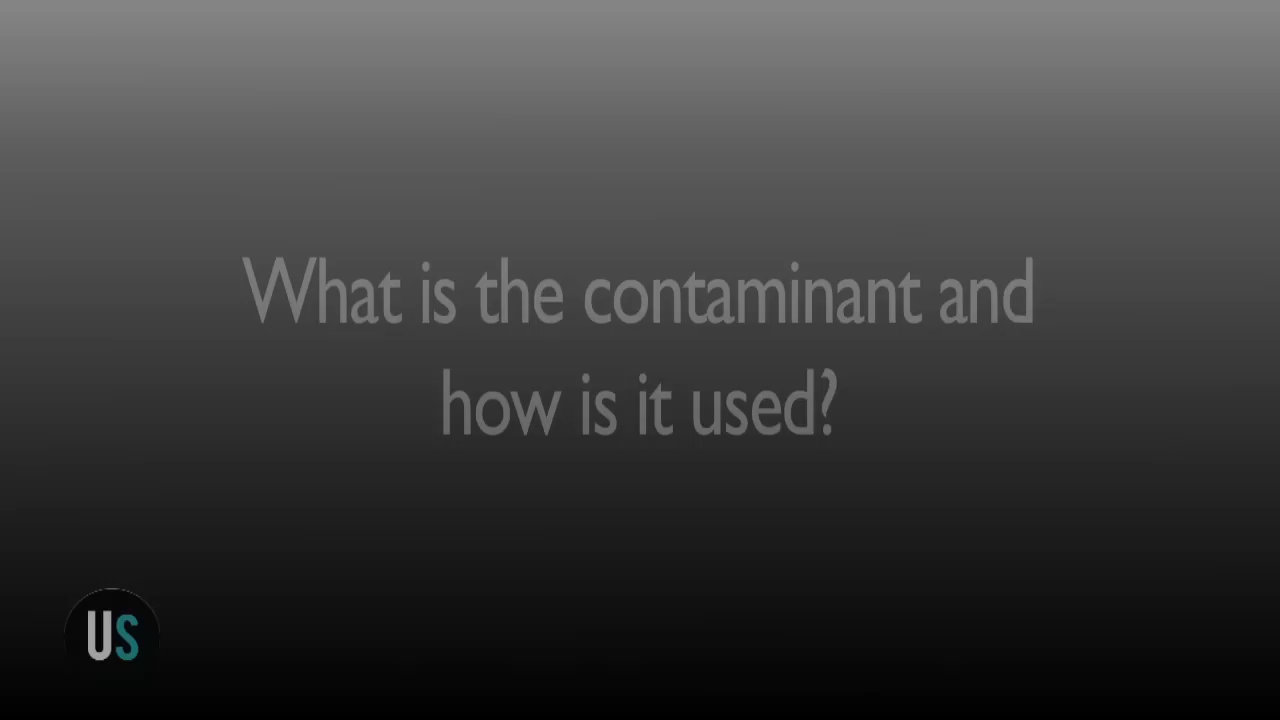 What is the contaminant and
how is it used?
US